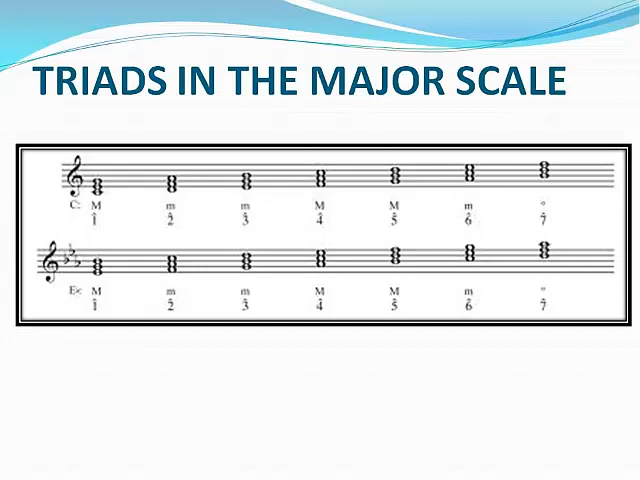 TRIADS IN THE MAJOR SCALE
C: M m m M M m °
1̂ 2̂ 3̂ 4̂ 5̂ 6̂ 7̂
E♭: M m m M M m °
1̂ 2̂ 3̂ 4̂ 5̂ 6̂ 7̂